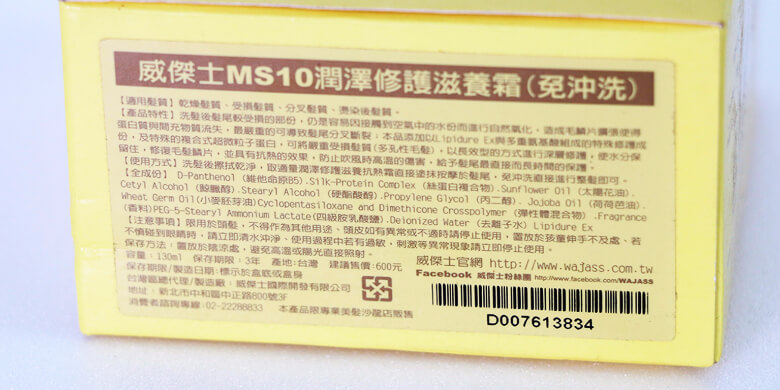 威傑士MS10潤澤修護滋養霜(免沖洗)
【適用髮質】乾燥髮質、受損髮質、分叉髮質、燙染後髮質。
【產品特性】洗髮後髮尾較受損的部份，仍是容易因接觸到空氣中的水份而進行自然氧化，造成毛鱗片擴張使得
蛋白質與間充物質流失，最嚴重的可導致髮尾分叉斷裂；本品添加以Lipidure Ex與多重氨基酸組成的特殊修護成
份，及特殊的複合式超微粒子蛋白，可將嚴重受損髮質(多孔性毛髮)，以長效型的方式進行深層修護，使水分保
留住，修復毛髮鱗片，並具有抗熱的效果，防止吹風時高溫的傷害，給予髮尾最直接而長時間的保護。
【使用方式】洗髮後擦拭乾淨，取適量潤澤修護滋養抗熱霜直接塗抹按摩於髮尾，免沖洗直接進行整髮即可。
【全成份】 D-Panthenol (維他命原B5).Silk-Protein Complex (絲蛋白複合物).Sunflower Oil (太陽花油).
Cetyl Alcohol (鯨臘醇).Stearyl Alcohol (硬酯酸醇).Propylene Glycol (丙二醇). Jojoba Oil (荷荷芭油).
Wheat Germ Oil(小麥胚芽油)Cyclopentasiloxane and Dimethicone Crosspolymer (彈性體混合物) .Fragrance
(香料)PEG-5-Stearyl Ammonium Lactate(四級胺乳酸鹽).Deionized Water (去離子水) Lipidure Ex
【注意事項】限用於頭髮，不得作為其他用途、頭皮如有異常或不適時請停止使用，置放於孩童伸手不及處、若
不慎碰到眼睛時，請立即清水沖淨、使用過程中若有過敏，刺激等異常現象請立即停止使用。
保存方法：置放於陰涼處，避免高溫或陽光直接照射。
容量：130ml 保存期限：3年 產地：台灣 建議售價：600元
保存期限/製造日期：標示於盒底或盒身
台灣區總代理/製造廠：威傑士國際開發有限公司
地址：新北市中和區中正路800號3F
消費者諮詢專線：02-22288833
本產品限專業美髮沙龍店販售
威傑士官網 http://www.wajass.com.tw
Facebook 威傑士粉絲團 http://www.facebook.com/WAJASS
D007613834